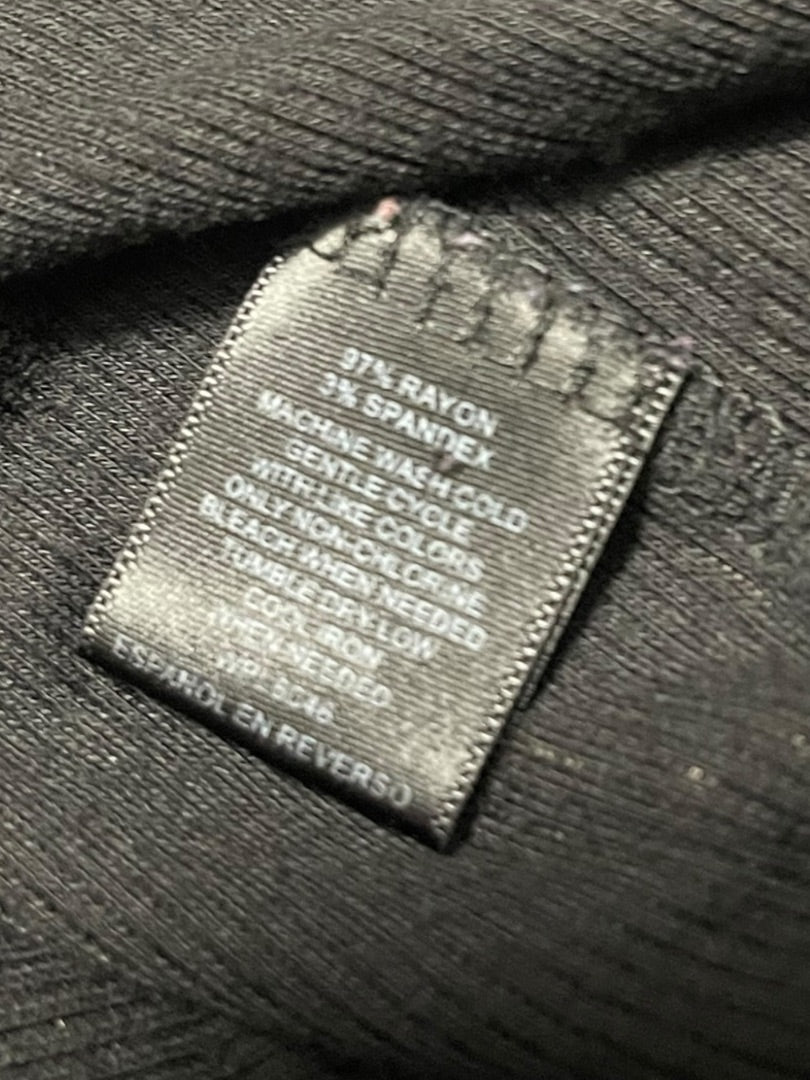 97% RAYON
3% SPANDEX
MACHINE WASH COLD
GENTLE CYCLE
WITH LIKE COLORS
ONLY NON-CHLORINE
BLEACH WHEN NEEDED
TUMBLE DRY LOW
COOL IRON
WHEN NEEDED
WPL
ESPAÑOL EN REVERSO